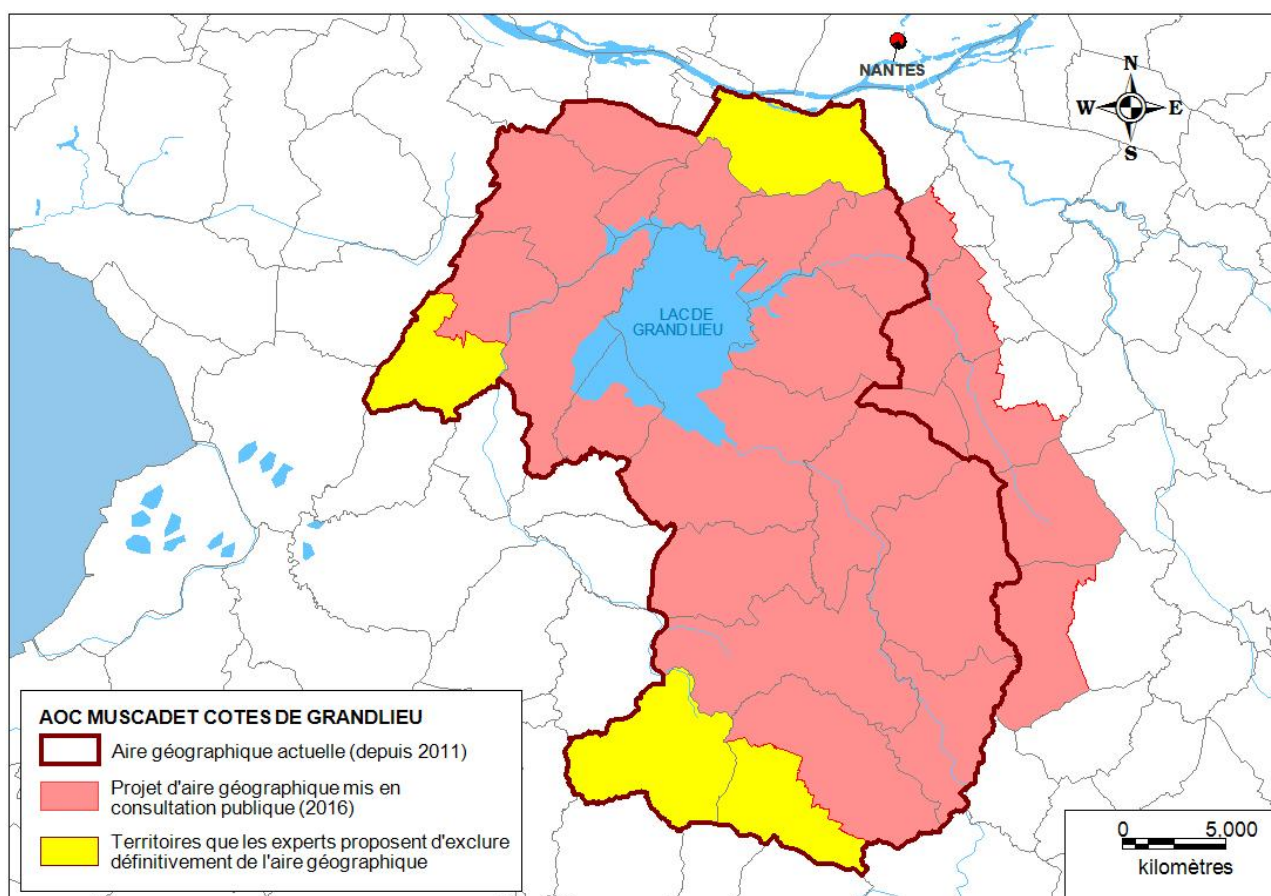 NANTES
N
W E
S
LAC DE
GRAND LIEU
AOC MUSCADET COTES DE GRANDLIEU
Aire géographique actuelle (depuis 2011)
Projet d'aire géographique mis en
consultation publique (2016)
Territoires que les experts proposent d'exclure
définitivement de l'aire géographique
0 5,000
kilomètres